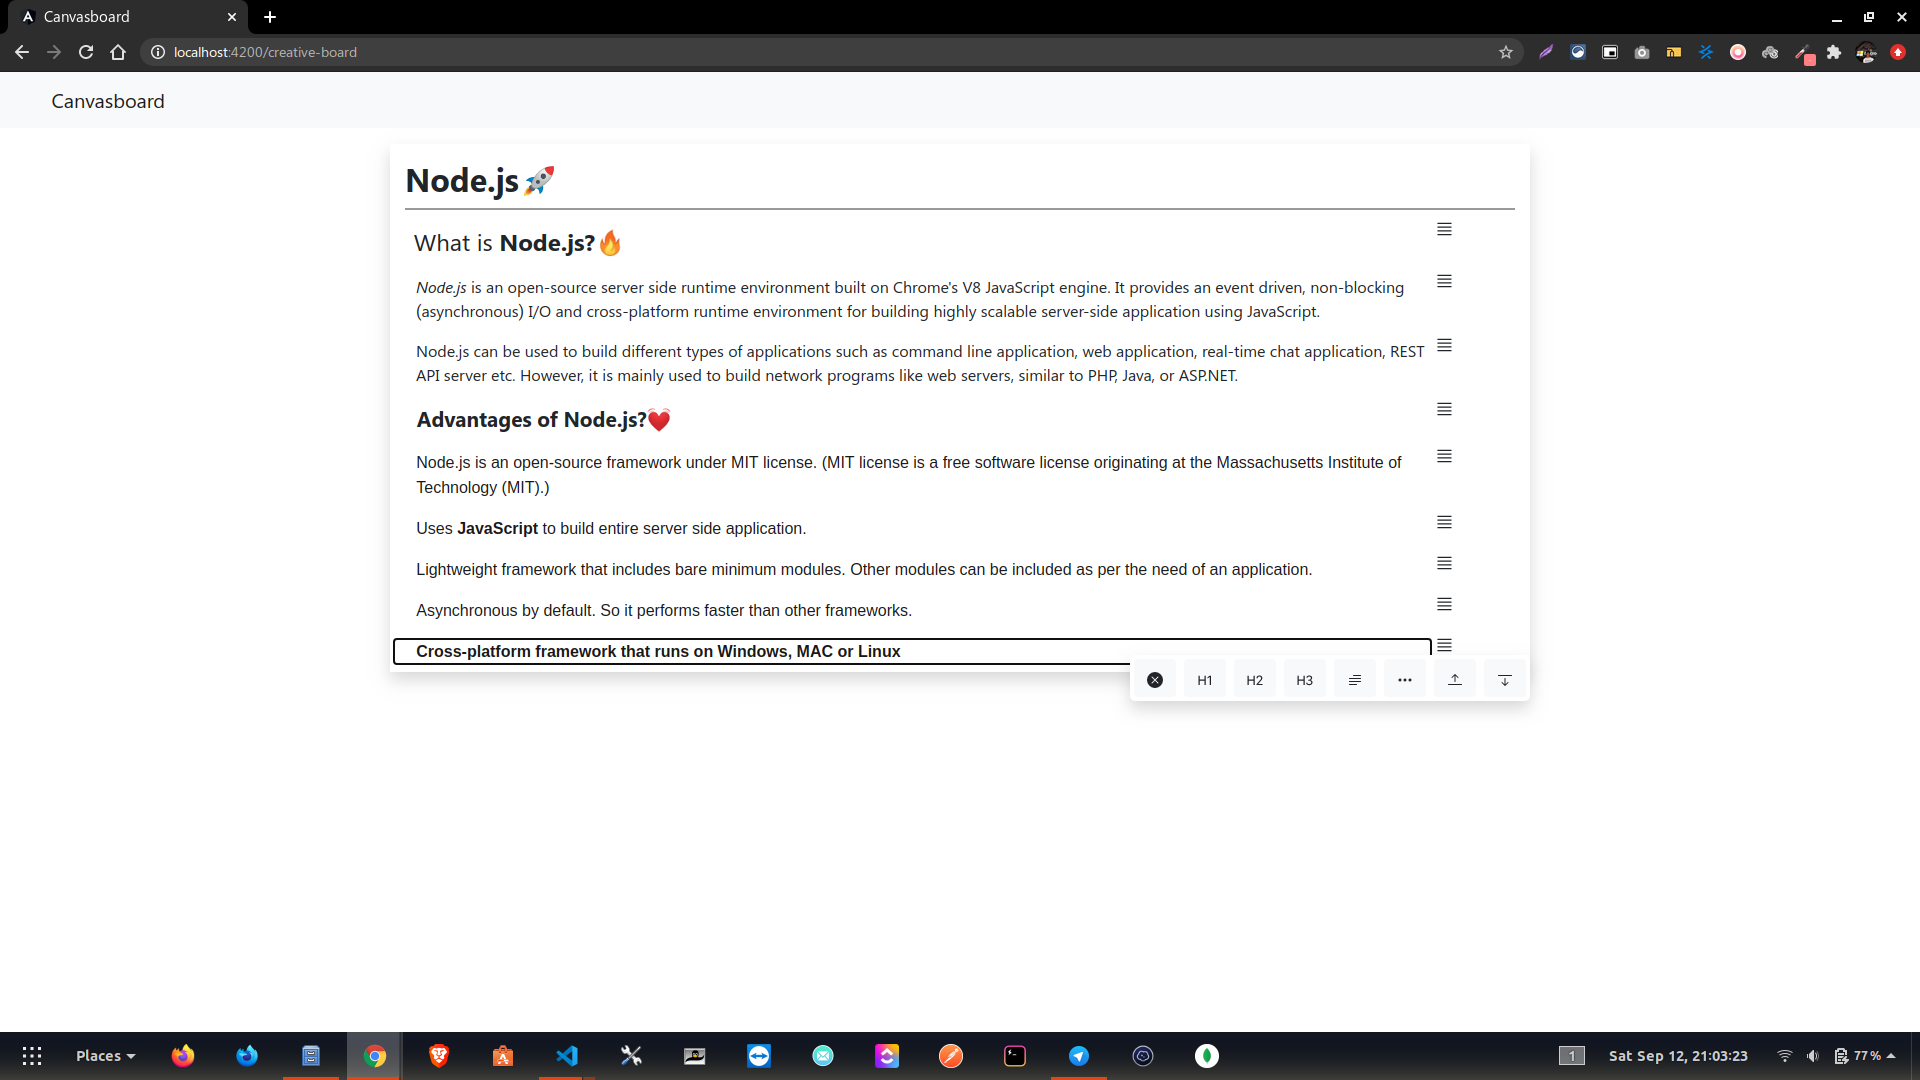 Canvasboard
localhost:4200/creative-board
Canvasboard
Node.js🚀
What is Node.js?🔥
Node.js is an open-source server side runtime environment built on Chrome's V8 JavaScript engine. It provides an event driven, non-blocking
(asynchronous) I/O and cross-platform runtime environment for building highly scalable server-side application using JavaScript.
Node.js can be used to build different types of applications such as command line application, web application, real-time chat application, REST
API server etc. However, it is mainly used to build network programs like web servers, similar to PHP, Java, or ASP.NET.
Advantages of Node.js?💓
Node.js is an open-source framework under MIT license. (MIT license is a free software license originating at the Massachusetts Institute of
Technology (MIT).)
Uses JavaScript to build entire server side application.
Lightweight framework that includes bare minimum modules. Other modules can be included as per the need of an application.
Asynchronous by default. So it performs faster than other frameworks.
Cross-platform framework that runs on Windows, MAC or Linux
H1 H2 H3
Places 1 Sat Sep 12, 21:03:23 77%